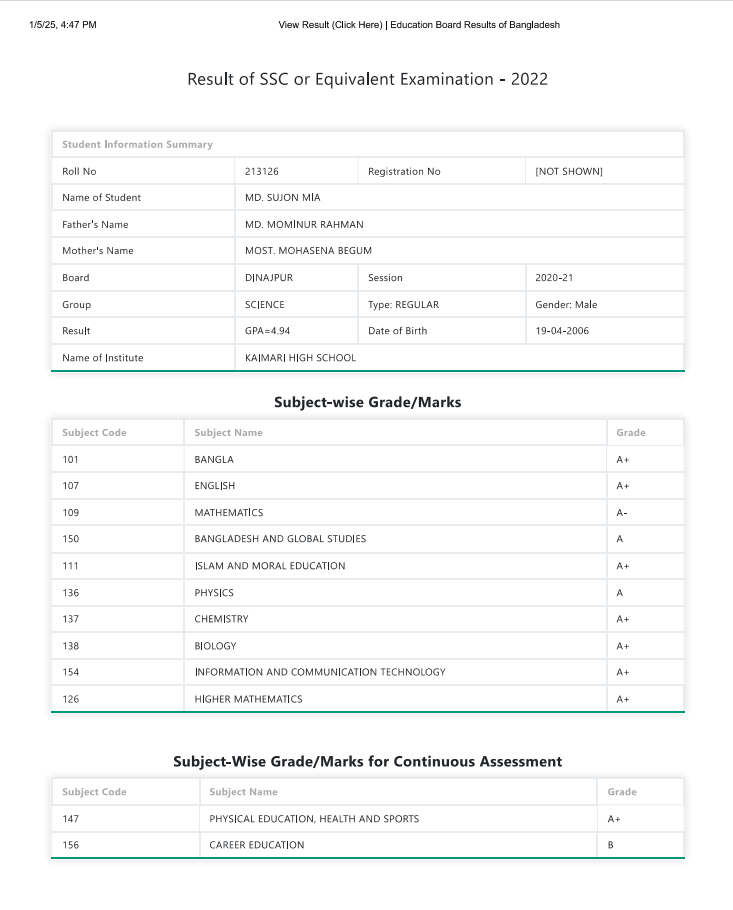 1/5/25, 4:47 PM View Result (Click Here) | Education Board Results of Bangladesh
Result of SSC or Equivalent Examination - 2022
Student Information Summary
Roll No 213126 Registration No [NOT SHOWN]
Name of Student MD. SUJON MIA
Father's Name MD. MOMINUR RAHMAN
Mother's Name MOST. MOHASENA BEGUM
Board DINAJPUR Session 2020-21
Group SCIENCE Type: REGULAR Gender: Male
Result GPA=4.94 Date of Birth 19-04-2006
Name of Institute KAIMARI HIGH SCHOOL
Subject-wise Grade/Marks
Subject Code Subject Name Grade
101 BANGLA A+
107 ENGLISH A+
109 MATHEMATICS A-
150 BANGLADESH AND GLOBAL STUDIES A
111 ISLAM AND MORAL EDUCATION A+
136 PHYSICS A
137 CHEMISTRY A+
138 BIOLOGY A+
154 INFORMATION AND COMMUNICATION TECHNOLOGY A+
126 HIGHER MATHEMATICS A+
Subject-Wise Grade/Marks for Continuous Assessment
Subject Code Subject Name Grade
147 PHYSICAL EDUCATION, HEALTH AND SPORTS A+
156 CAREER EDUCATION B